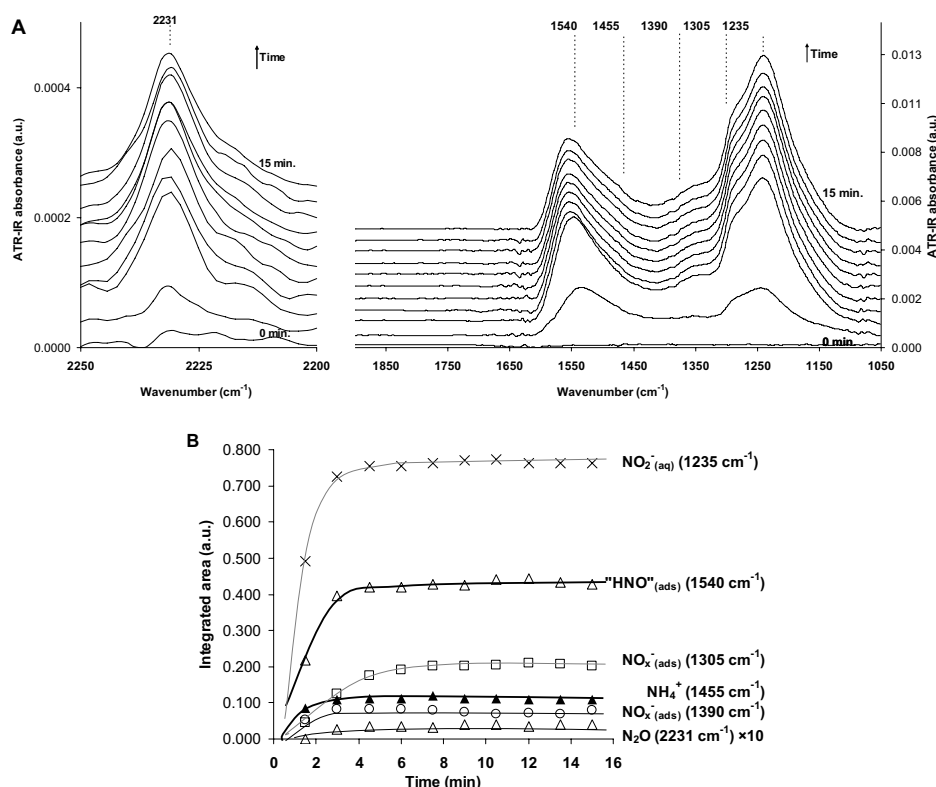 A
2231
Time
15 min.
0 min.
0.0004
0.0002
0.0000
ATR-IR absorbance (a.u.)
2250 2225 2200
Wavenumber (cm⁻¹)
1540 1455 1390 1305 1235
Time
15 min.
0 min.
0.013
0.011
0.009
0.006
0.004
0.002
0.000
ATR-IR absorbance (a.u.)
1850 1750 1650 1550 1450 1350 1250 1150 1050
Wavenumber (cm⁻¹)
B
0.800
0.700
0.600
0.500
0.400
0.300
0.200
0.100
0.000
Integrated area (a.u.)
NO₂⁻(aq) (1235 cm⁻¹)
"HNO"(ads) (1540 cm⁻¹)
NOₓ⁻(ads) (1305 cm⁻¹)
NH₄⁺ (1455 cm⁻¹)
NOₓ⁻(ads) (1390 cm⁻¹)
N₂O (2231 cm⁻¹) ×10
0 2 4 6 8 10 12 14 16
Time (min)